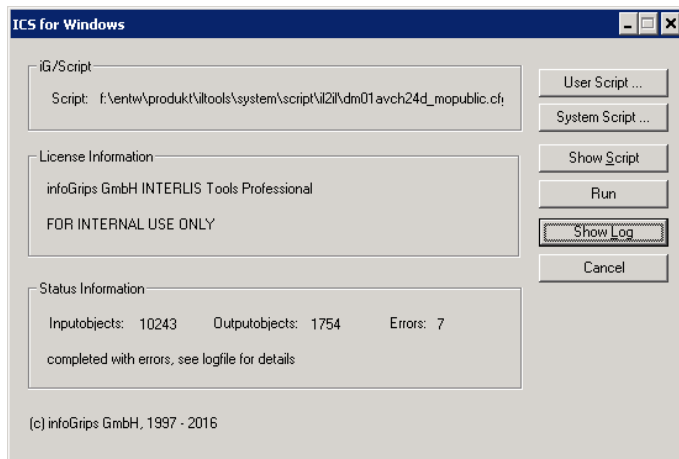 ICS for Windows
iG/Script
Script: f:\entw\produkt\iltools\system\script\il2il\dm01avch24d_mopublic.cfg
User Script ...
System Script ...
License Information
infoGrips GmbH INTERLIS Tools Professional
FOR INTERNAL USE ONLY
Show Script
Run
Show Log
Cancel
Status Information
Inputobjects: 10243 Outputobjects: 1754 Errors: 7
completed with errors, see logfile for details
(c) infoGrips GmbH, 1997 - 2016